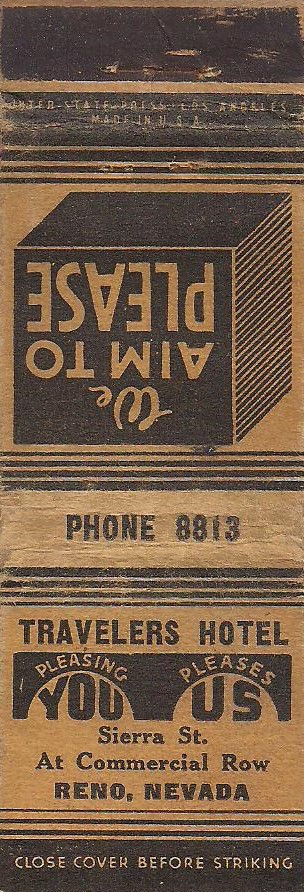 INTER-STATE PRESS, LOS ANGELES
MADE IN U.S.A.
We
AIM TO
PLEASE
PHONE 8813
TRAVELERS HOTEL
PLEASING YOU PLEASES US
Sierra St.
At Commercial Row
RENO, NEVADA
CLOSE COVER BEFORE STRIKING